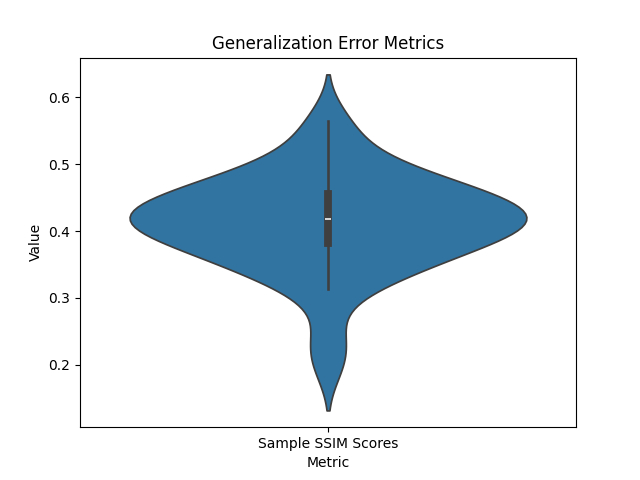 Generalization Error Metrics
0.6
0.5
0.4
0.3
0.2
Value
Sample SSIM Scores
Metric